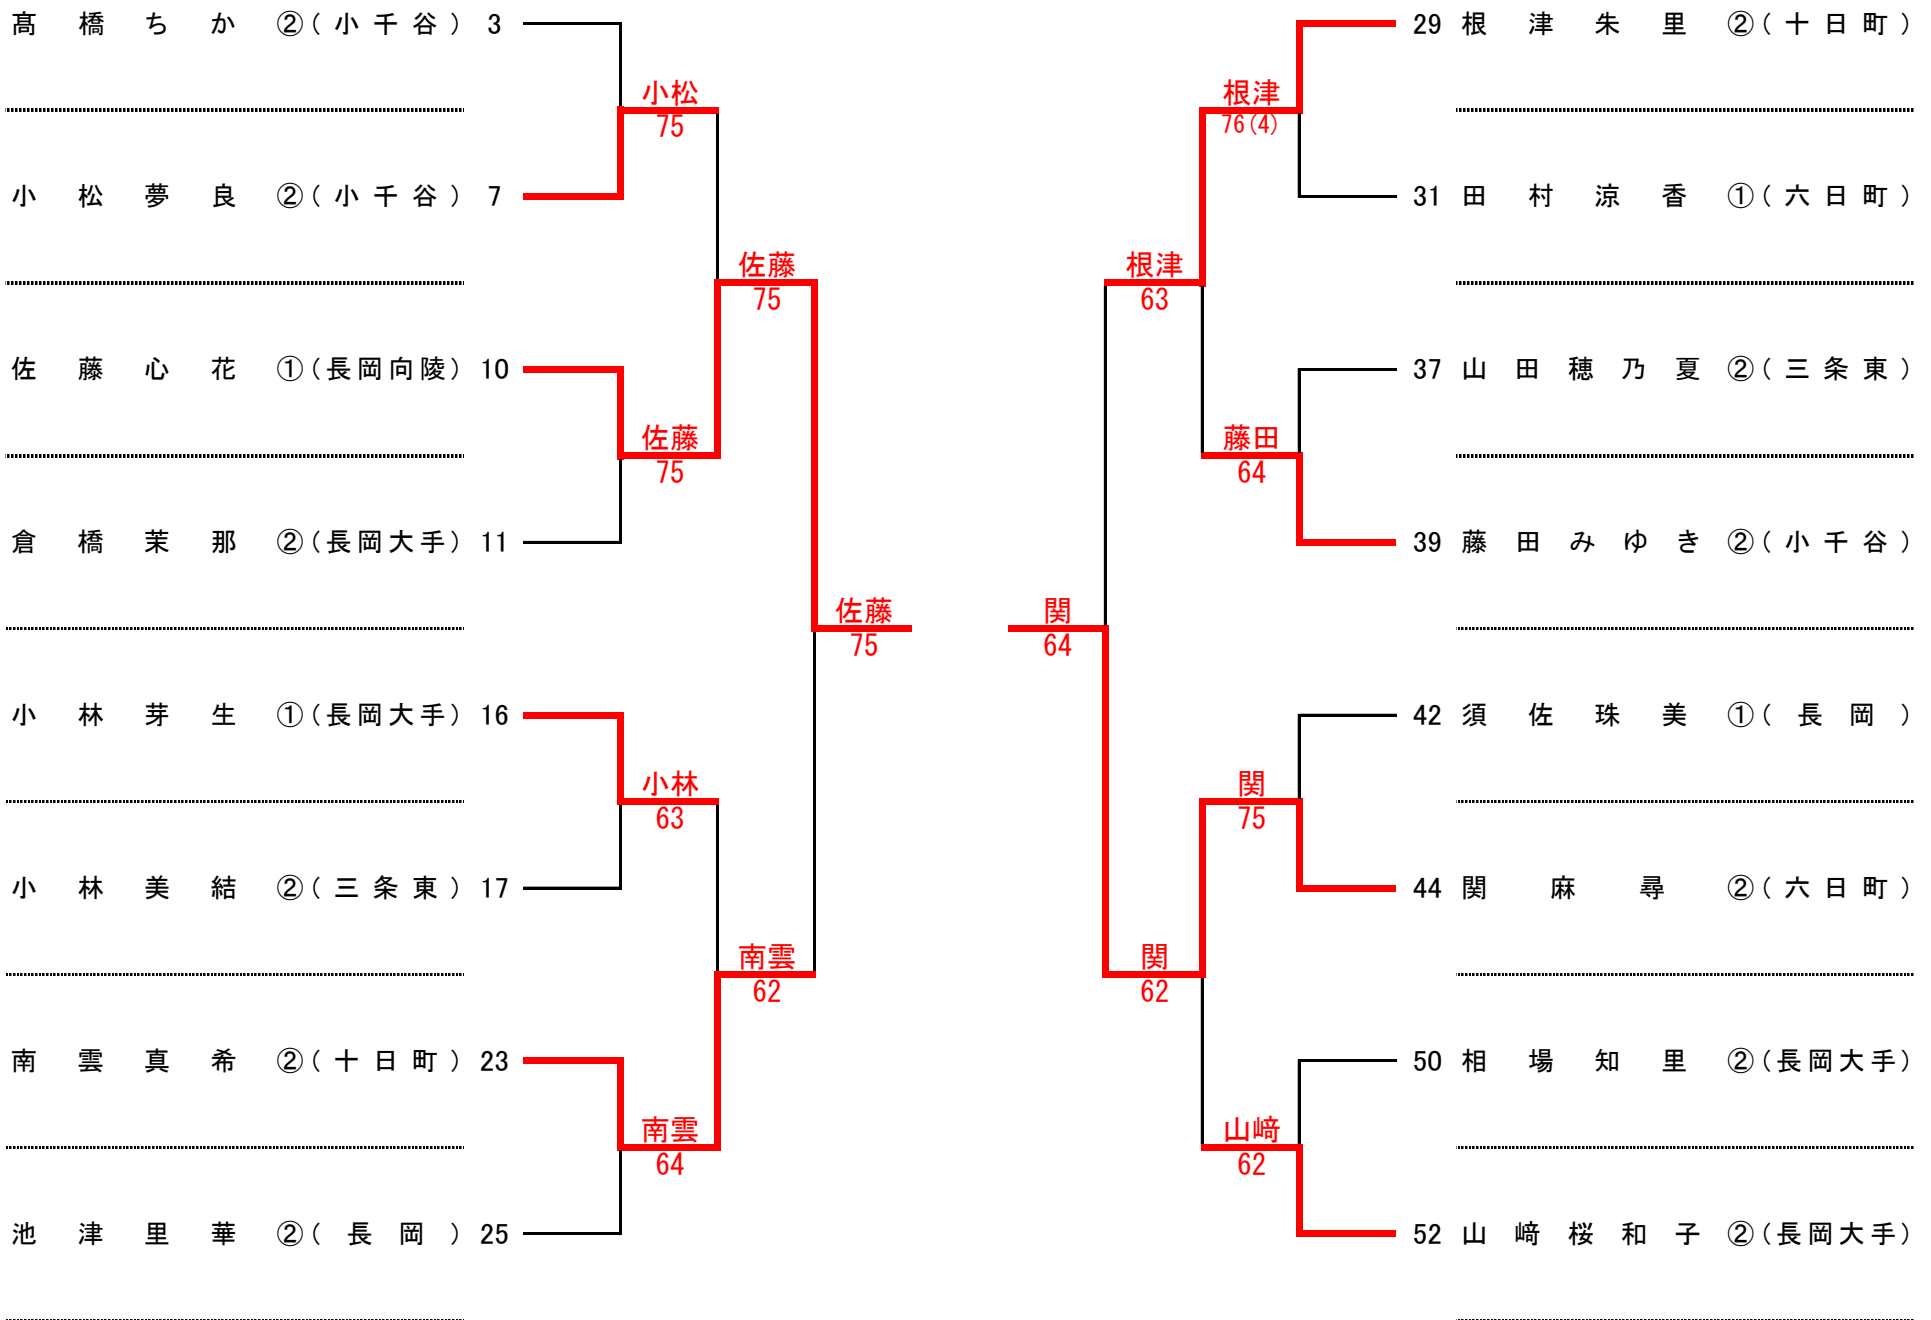 髙橋ちか ②(小千谷) 3
小松
75
小松夢良 ②(小千谷) 7
佐藤
75
佐藤心花 ①(長岡向陵) 10
佐藤
75
倉橋茉那 ②(長岡大手) 11
佐藤
75
小林芽生 ①(長岡大手) 16
小林
63
小林美結 ②(三条東) 17
南雲
62
南雲真希 ②(十日町) 23
南雲
64
池津里華 ②(長岡) 25
29 根津朱里 ②(十日町)
根津
76(4)
31 田村涼香 ①(六日町)
根津
63
37 山田穂乃夏 ②(三条東)
藤田
64
39 藤田みゆき ②(小千谷)
関
64
42 須佐珠美 ①(長岡)
関
75
44 関麻尋 ②(六日町)
関
62
50 相場知里 ②(長岡大手)
山﨑
62
52 山﨑桜和子 ②(長岡大手)